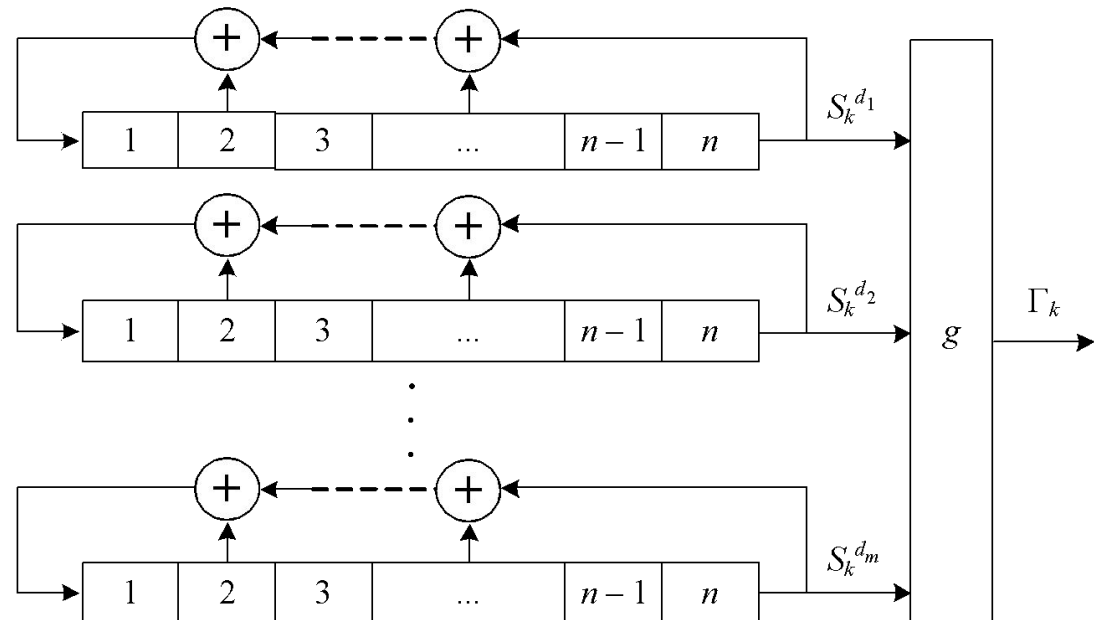 + +
S_k^{d_1}
1 2 3 ... n – 1 n
+ +
S_k^{d_2}
Γ_k
1 2 3 ... n – 1 n
g
+ +
S_k^{d_m}
1 2 3 ... n – 1 n